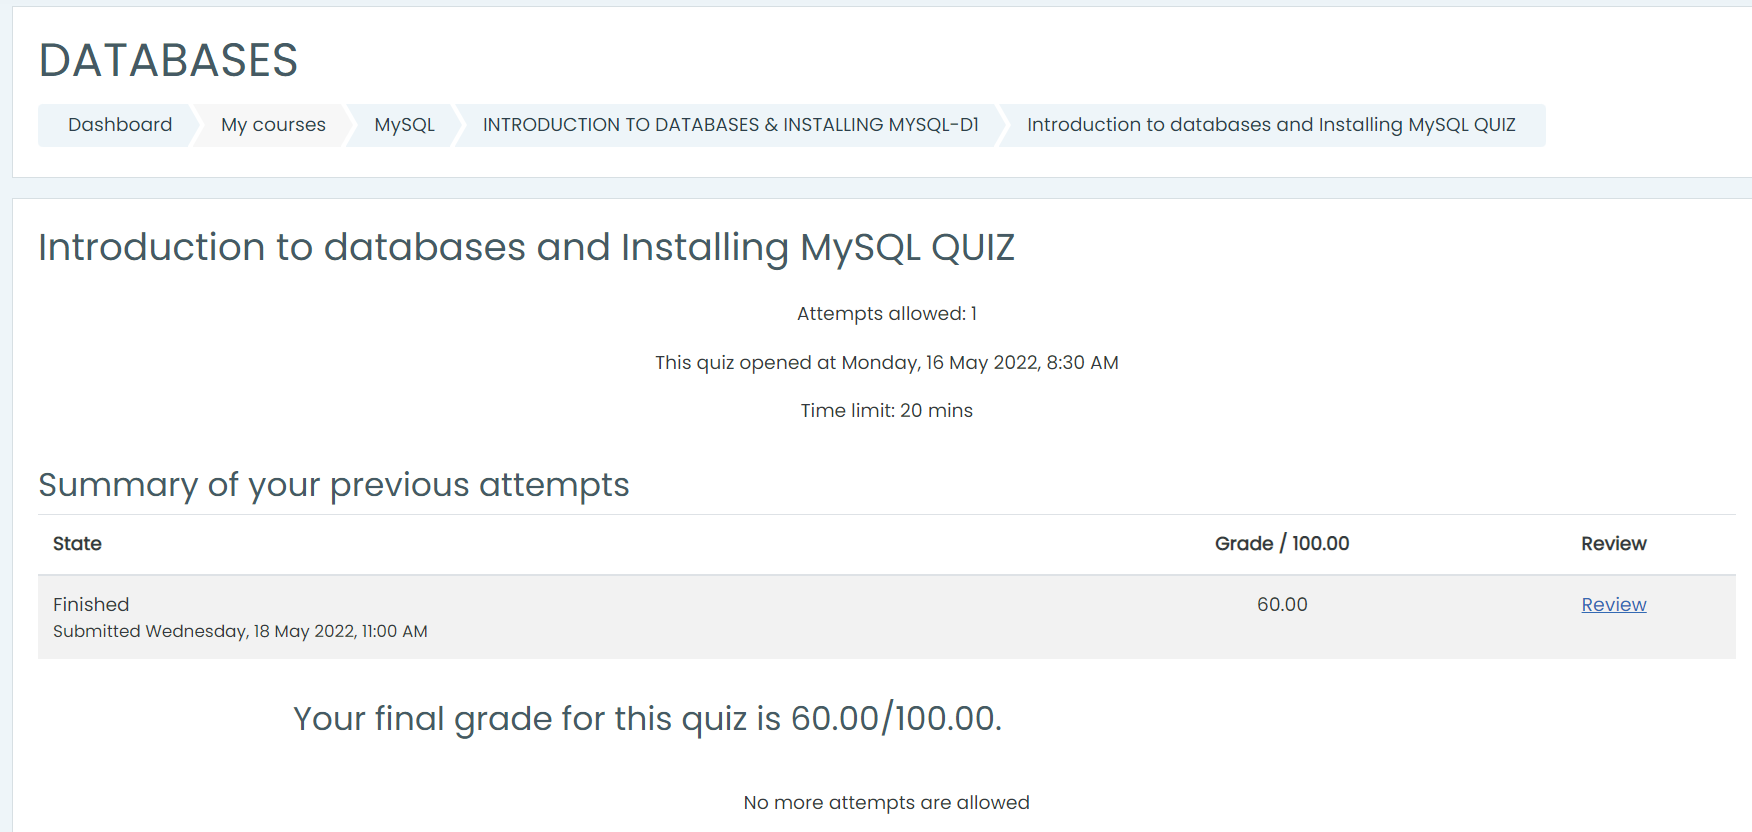 DATABASES
Dashboard My courses MySQL INTRODUCTION TO DATABASES & INSTALLING MYSQL-D1 Introduction to databases and Installing MySQL QUIZ
Introduction to databases and Installing MySQL QUIZ
Attempts allowed: 1
This quiz opened at Monday, 16 May 2022, 8:30 AM
Time limit: 20 mins
Summary of your previous attempts
State Grade / 100.00 Review
Finished 60.00 Review
Submitted Wednesday, 18 May 2022, 11:00 AM
Your final grade for this quiz is 60.00/100.00.
No more attempts are allowed